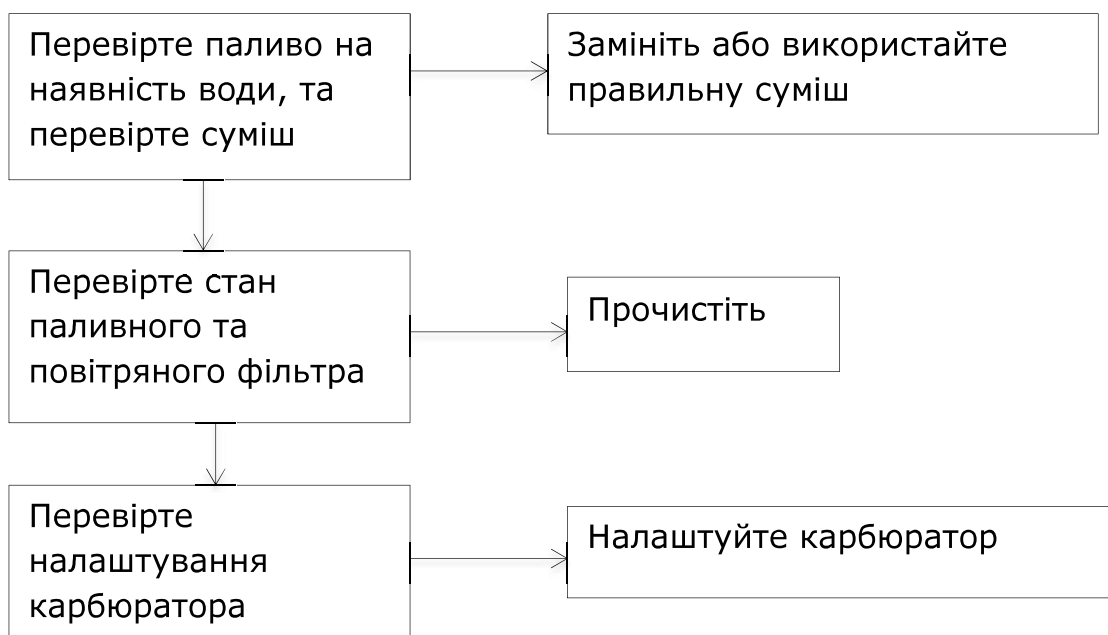 Перевірте паливо на
наявність води, та
перевірте суміш
Замініть або використайте
правильну суміш
Перевірте стан
паливного та
повітряного фільтра
Прочистіть
Перевірте
налаштування
карбюратора
Налаштуйте карбюратор